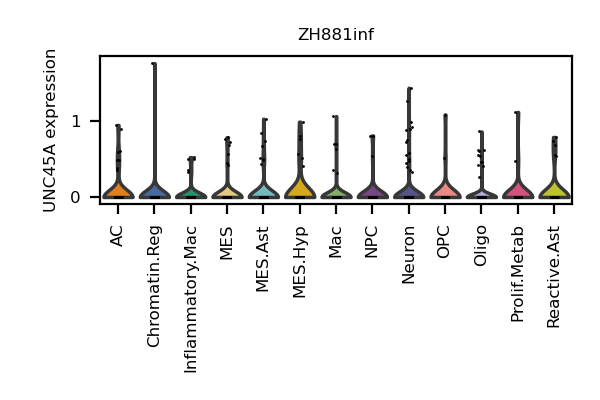 ZH881inf
UNC45A expression
1
0
AC
Chromatin.Reg
Inflammatory.Mac
MES
MES.Ast
MES.Hyp
Mac
NPC
Neuron
OPC
Oligo
Prolif.Metab
Reactive.Ast